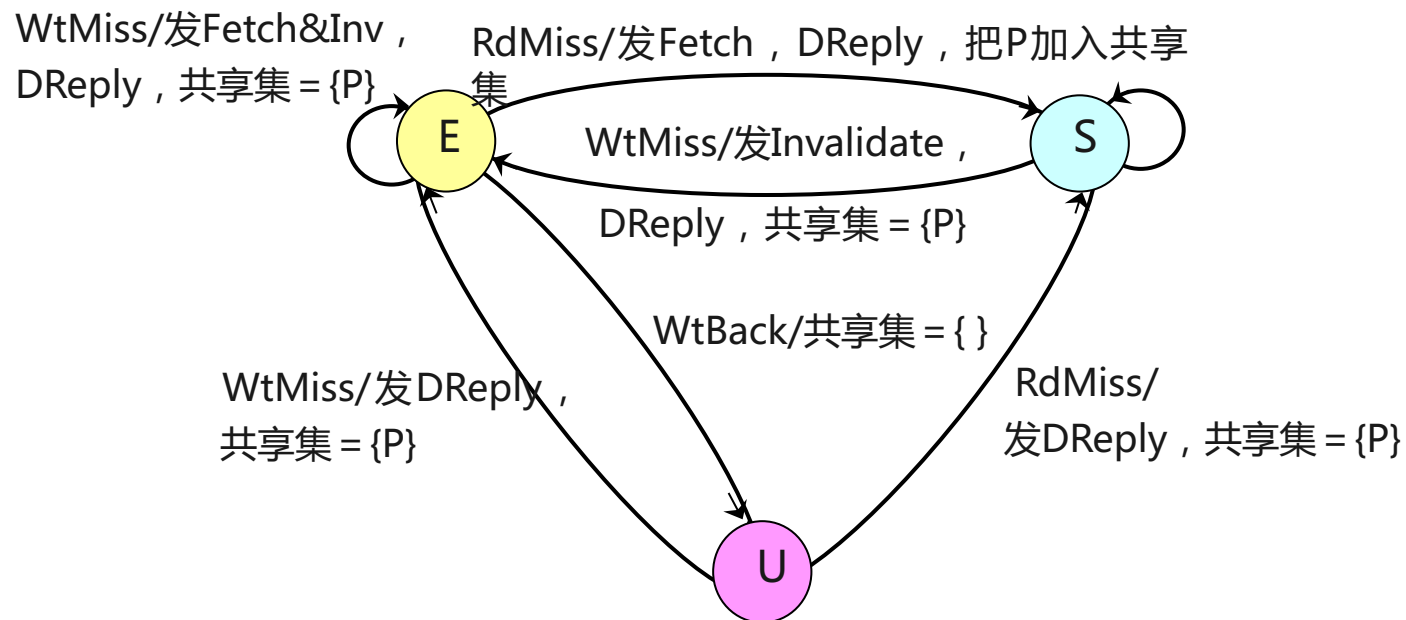 WtMiss/发Fetch&Inv，
DReply，共享集＝{P}
RdMiss/发Fetch，DReply，把P加入共享
集
E
S
WtMiss/发Invalidate，
DReply，共享集＝{P}
WtBack/共享集＝{ }
WtMiss/发DReply，
共享集＝{P}
RdMiss/
发DReply，共享集＝{P}
U